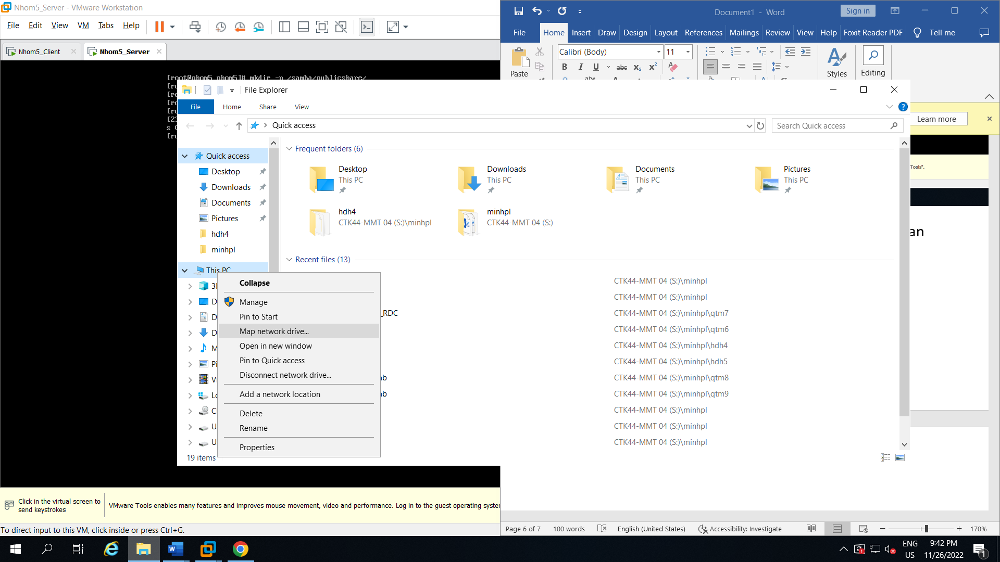 Nhom5_Server - VMware Workstation
File Edit View VM Tabs Help
Nhom5_Client
Nhom5_Server
[root@nhom5 nhom5]# mkdir -p /samba/publicshare/
Document1 - Word
Sign in
File Home Insert Draw Design Layout References Mailings Review View Help Foxit Reader PDF Tell me
Calibri (Body)
11
Paste
B I U abc X₂ X²
Styles
Editing
Learn more
Tools".
an
File Explorer
File Home Share View
Quick access
Search Quick access
Quick access
Desktop
Downloads
Documents
Pictures
hdh4
minhpl
This PC
Frequent folders (6)
Desktop
This PC
Downloads
This PC
Documents
This PC
Pictures
This PC
hdh4
CTK44-MMT 04 (S:)\minhpl
minhpl
CTK44-MMT 04 (S:)
Recent files (13)
CTK44-MMT 04 (S:)\minhpl
CTK44-MMT 04 (S:)\minhpl
_RDC
CTK44-MMT 04 (S:)\minhpl\qtm7
CTK44-MMT 04 (S:)\minhpl\qtm6
CTK44-MMT 04 (S:)\minhpl\hdh4
CTK44-MMT 04 (S:)\minhpl\hdh5
ab
CTK44-MMT 04 (S:)\minhpl\qtm8
ab
CTK44-MMT 04 (S:)\minhpl\qtm9
CTK44-MMT 04 (S:)\minhpl
CTK44-MMT 04 (S:)\minhpl
CTK44-MMT 04 (S:)\minhpl
Collapse
Manage
Pin to Start
Map network drive...
Open in new window
Pin to Quick access
Disconnect network drive...
Add a network location
Delete
Rename
Properties
19 items
Click in the virtual screen to
send keystrokes
VMware Tools enables many features and improves mouse movement, video and performance. Log in to the guest operating
To direct input to this VM, click inside or press Ctrl+G.
Page 6 of 7 100 words English (United States) Accessibility: Investigate 170%
ENG
US
9:42 PM
11/26/2022
1